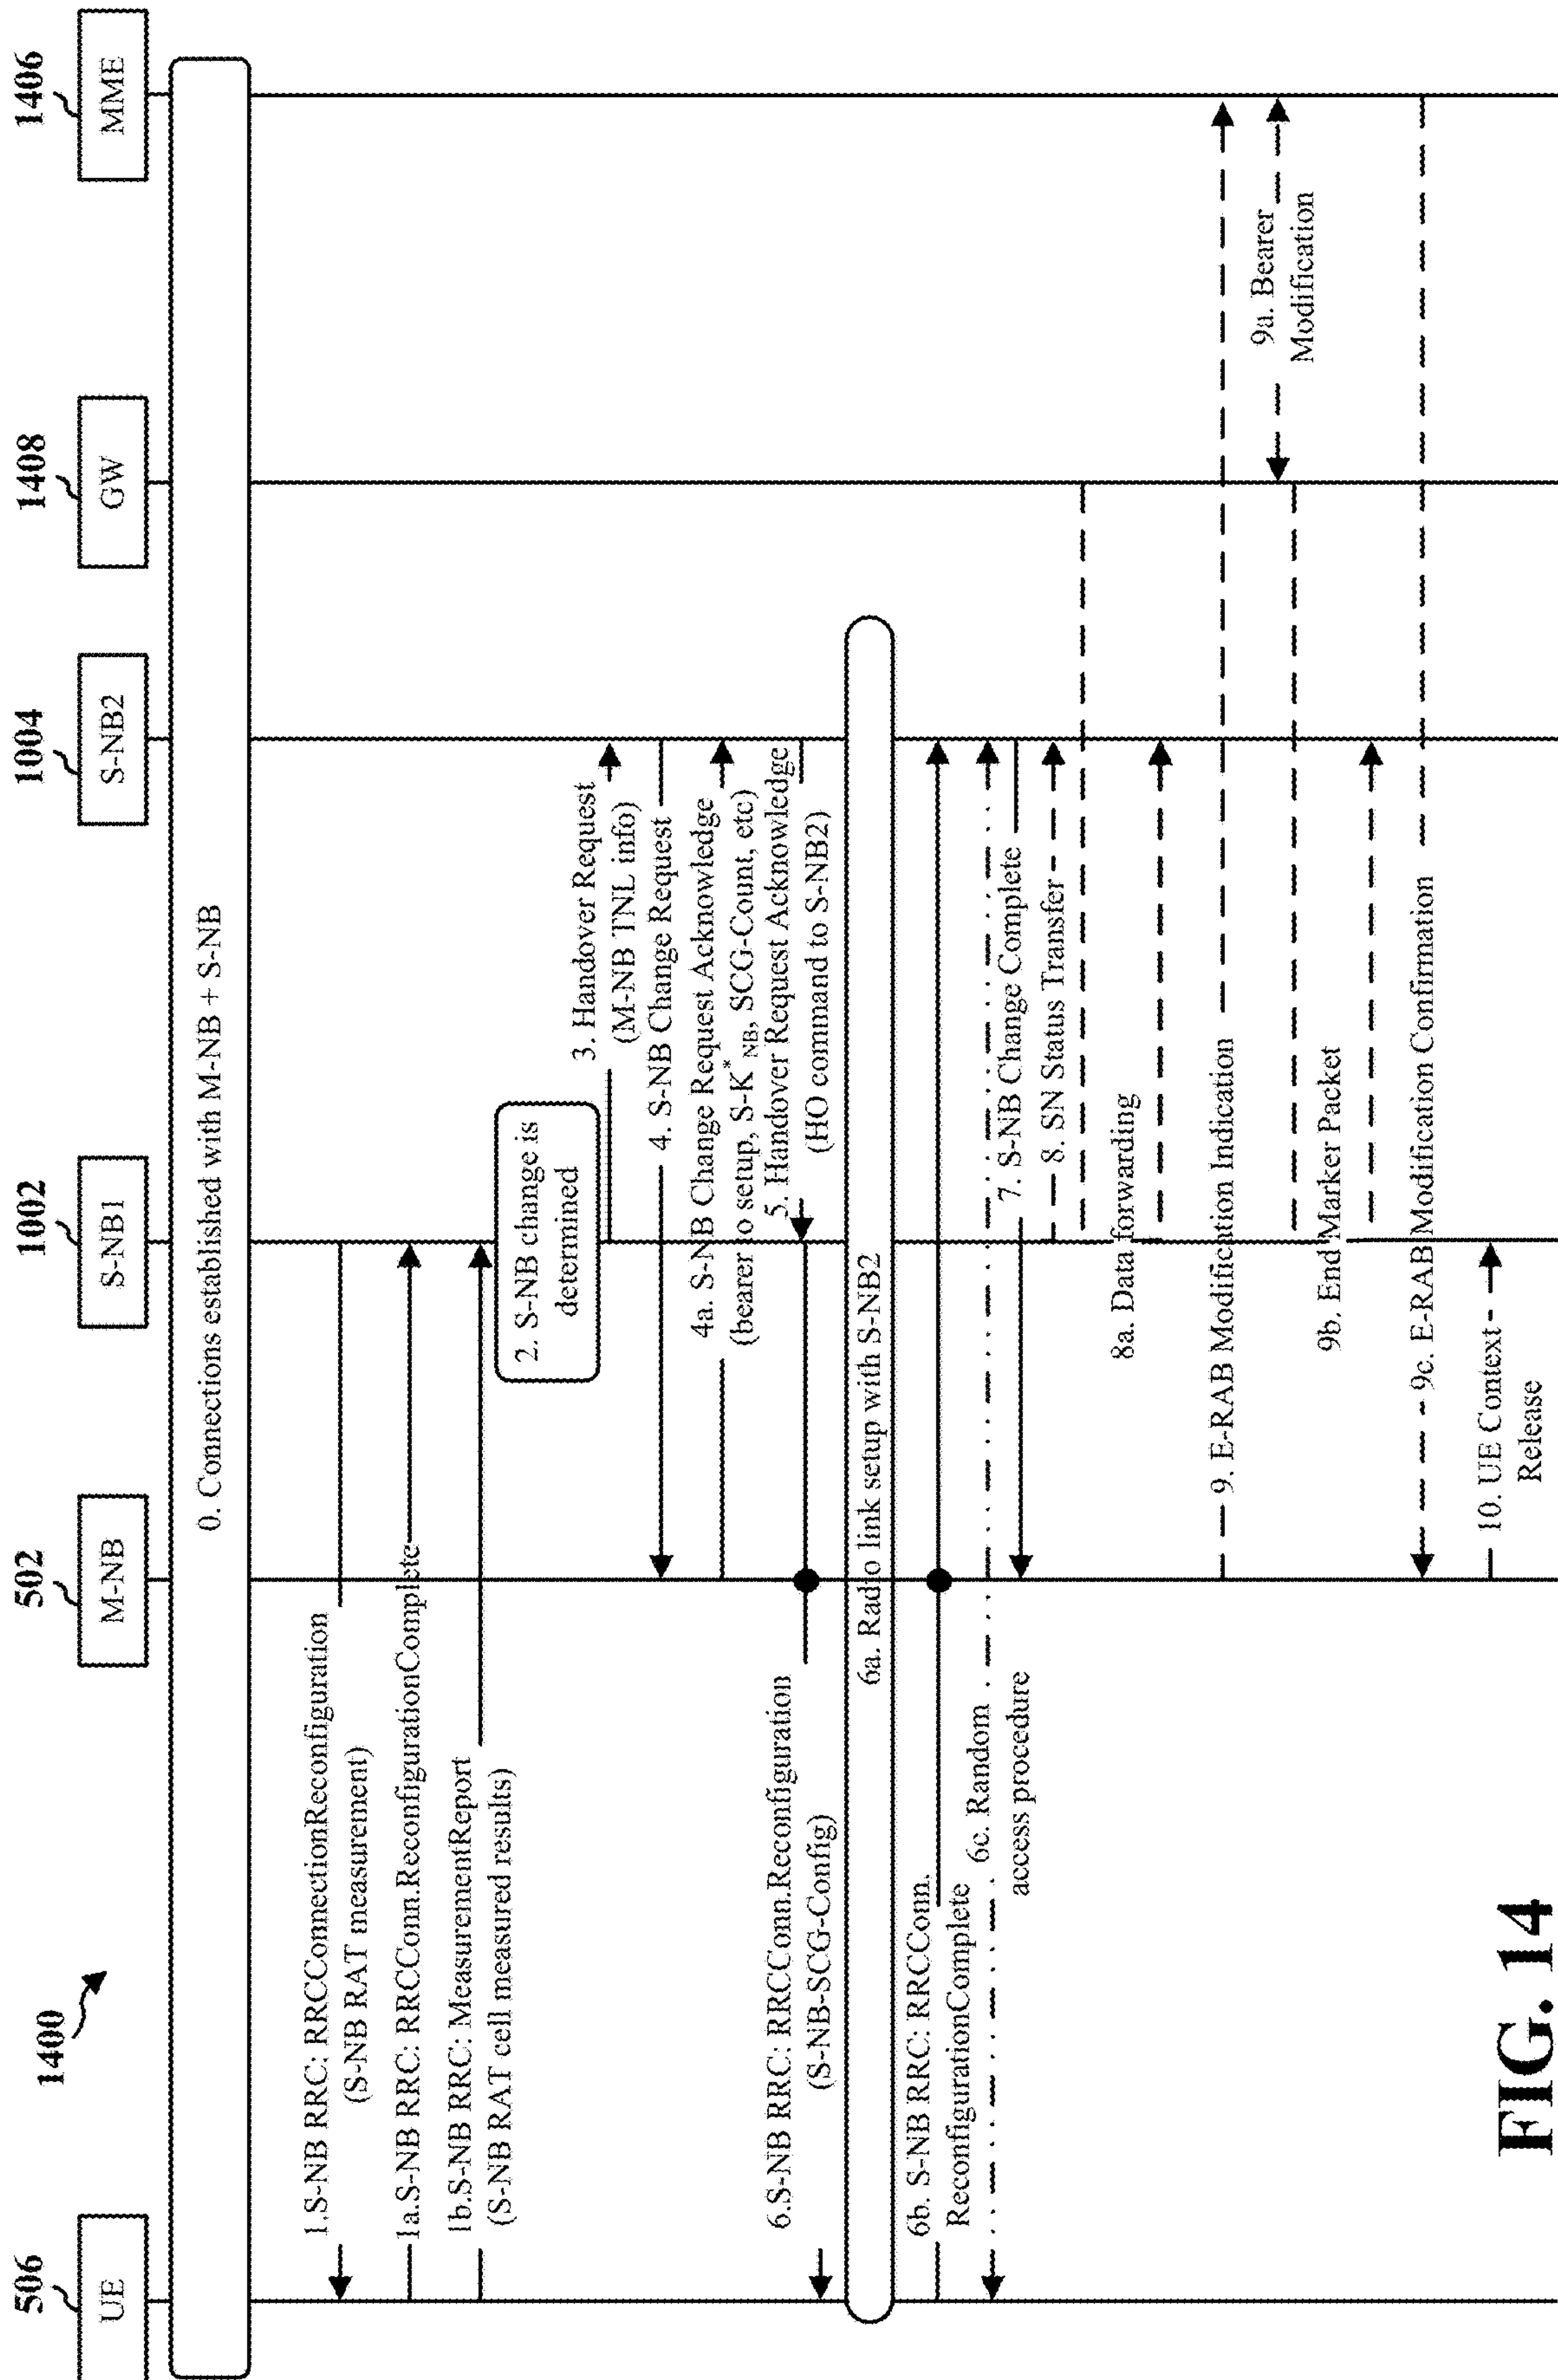 1400
506
UE
502
M-NB
1002
S-NB1
1004
S-NB2
1408
GW
1406
MME
0. Connections established with M-NB + S-NB
1.S-NB RRC: RRCConnectionReconfiguration
(S-NB RAT measurement)
1a.S-NB RRC: RRCConn.ReconfigurationComplete
1b.S-NB RRC: MeasurementReport
(S-NB RAT cell measured results)
2. S-NB change is
determined
3. Handover Request
(M-NB TNL info)
4. S-NB Change Request
4a. S-NB Change Request Acknowledge
(bearer to setup, S-K*NB, SCG-Count, etc)
5. Handover Request Acknowledge
(HO command to S-NB2)
6.S-NB RRC: RRCConn.Reconfiguration
(S-NB-SCG-Config)
6a. Radio link setup with S-NB2
6b. S-NB RRC: RRCConn.
ReconfigurationComplete
6c. Random
access procedure
7. S-NB Change Complete
8. SN Status Transfer
8a. Data forwarding
9. E-RAB Modification Indication
9a. Bearer
Modification
9b. End Marker Packet
9c. E-RAB Modification Confirmation
10. UE Context
Release
FIG. 14